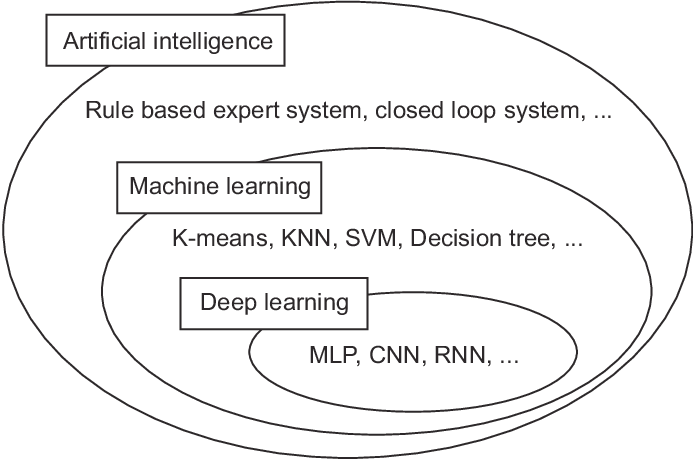 Artificial intelligence
Rule based expert system, closed loop system, ...
Machine learning
K-means, KNN, SVM, Decision tree, ...
Deep learning
MLP, CNN, RNN, ...